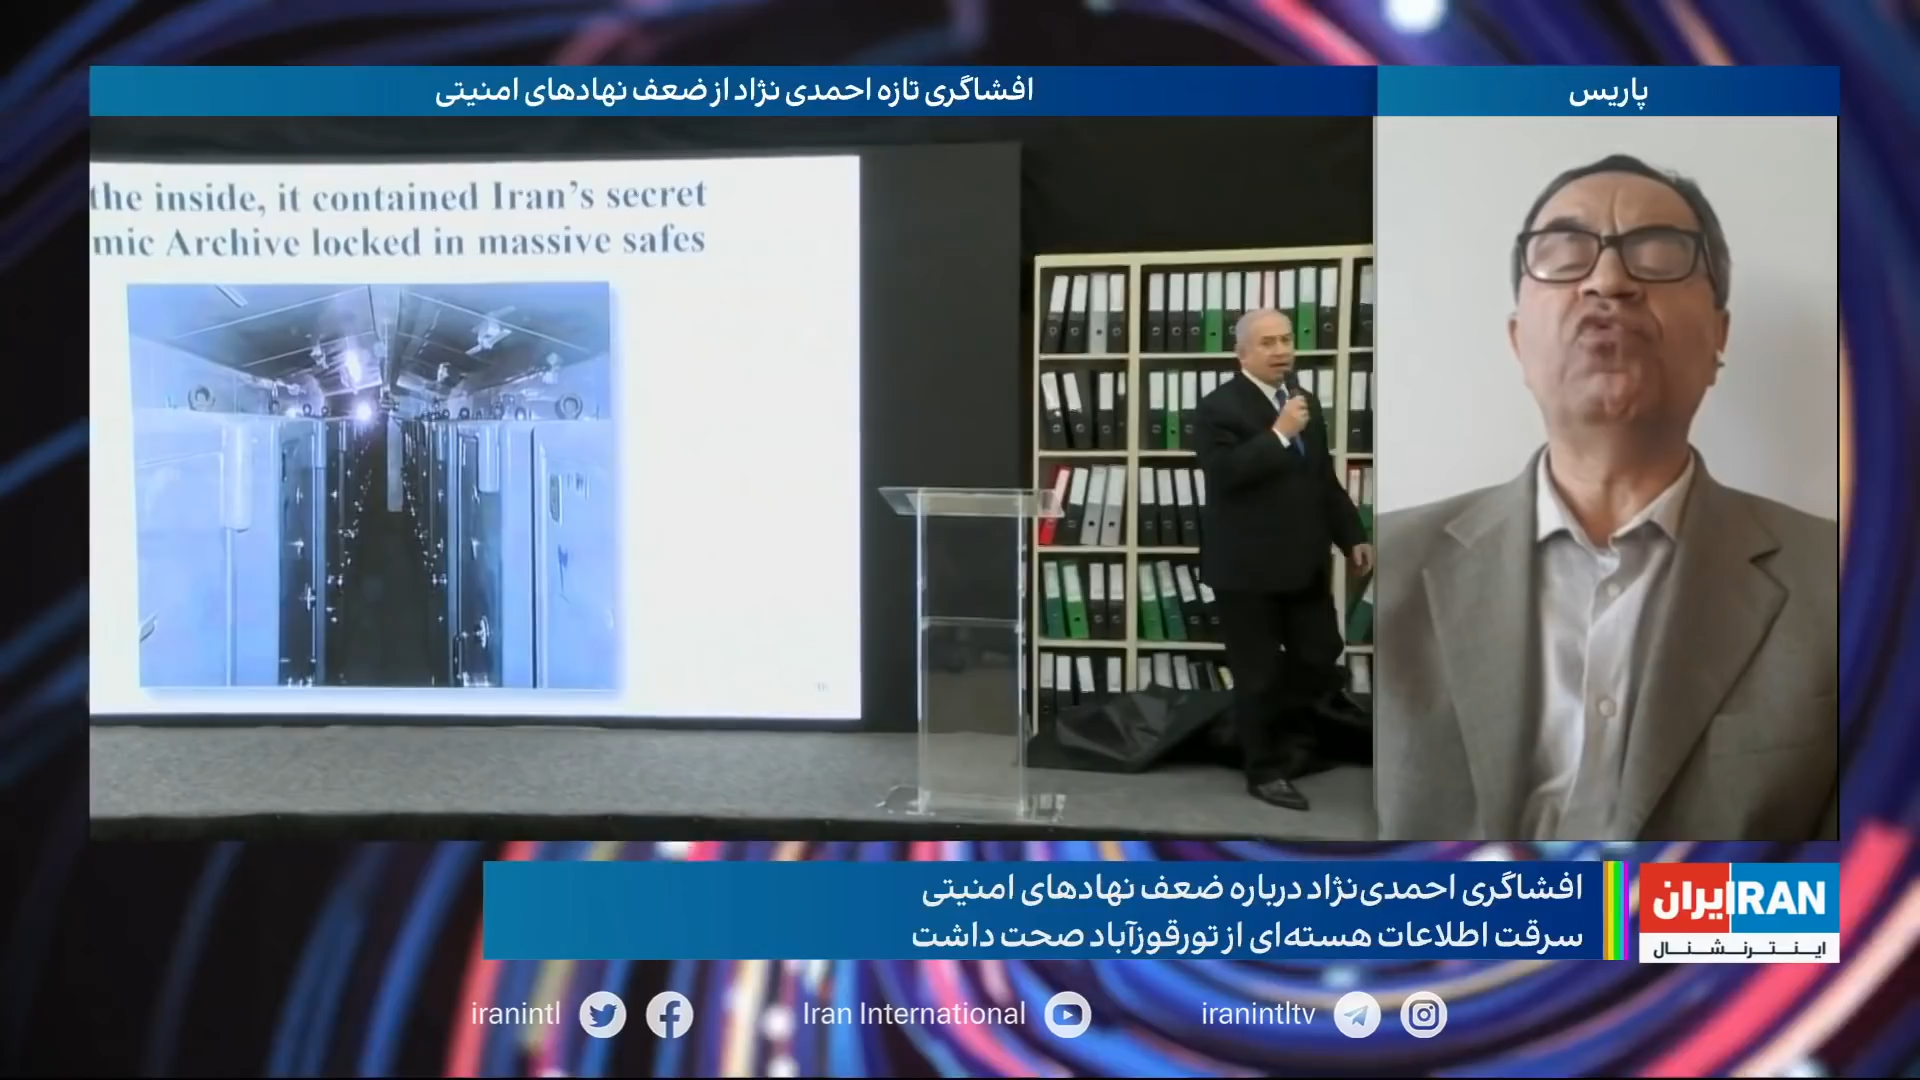 افشاگری تازه احمدی نژاد از ضعف نهادهای امنیتی
پاریس
the inside, it contained Iran's secret
mic Archive locked in massive safes
افشاگری احمدی‌نژاد درباره ضعف نهادهای امنیتی
سرقت اطلاعات هسته‌ای از تورقوزآباد صحت داشت
ایران IRAN
اینترنشنال
iranintl
Iran International
iranintltv